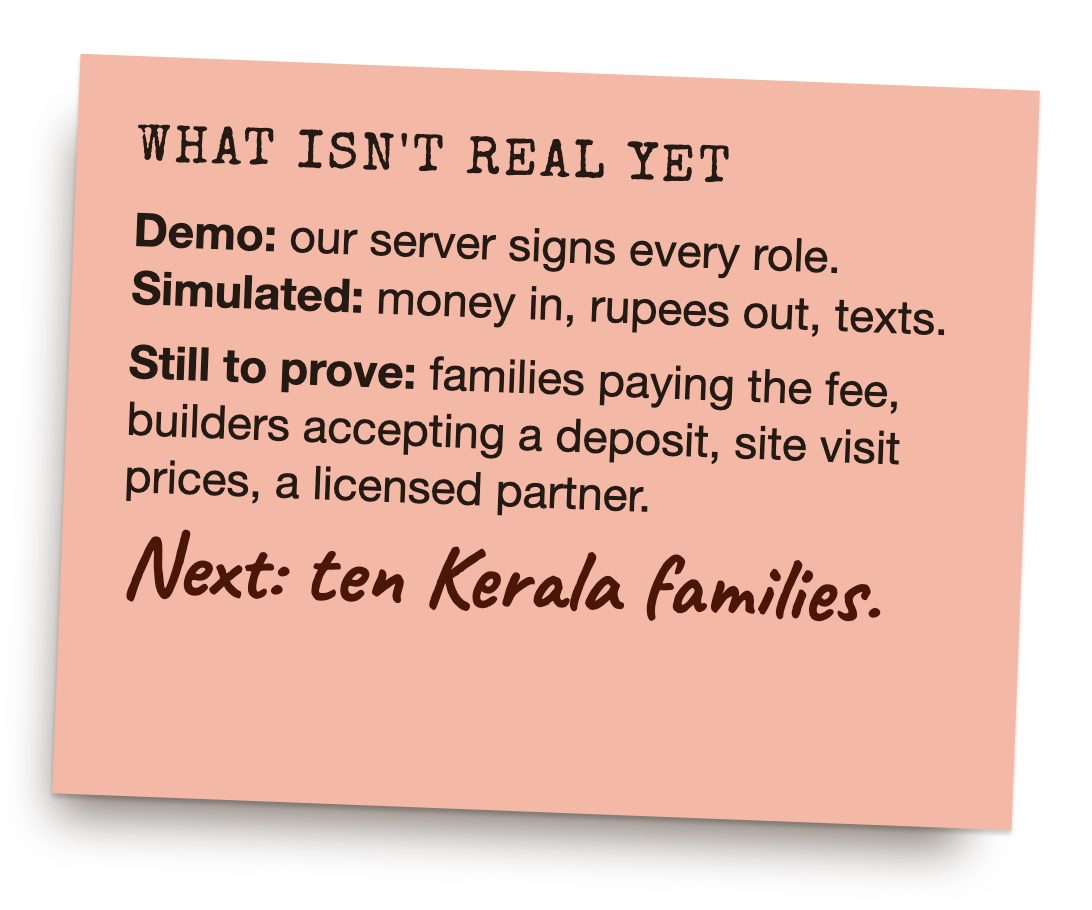 WHAT ISN'T REAL YET
Demo: our server signs every role.
Simulated: money in, rupees out, texts.
Still to prove: families paying the fee,
builders accepting a deposit, site visit
prices, a licensed partner.
Next: ten Kerala families.